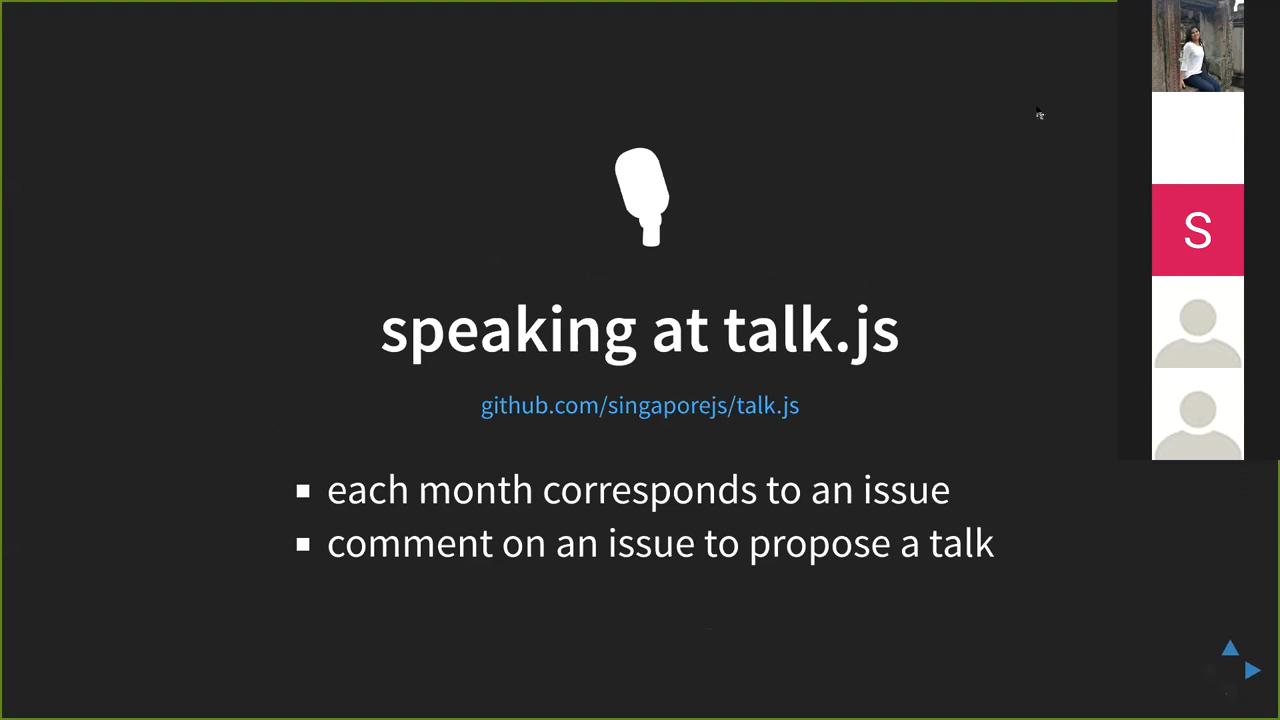 speaking at talk.js
github.com/singaporejs/talk.js
each month corresponds to an issue
comment on an issue to propose a talk
S